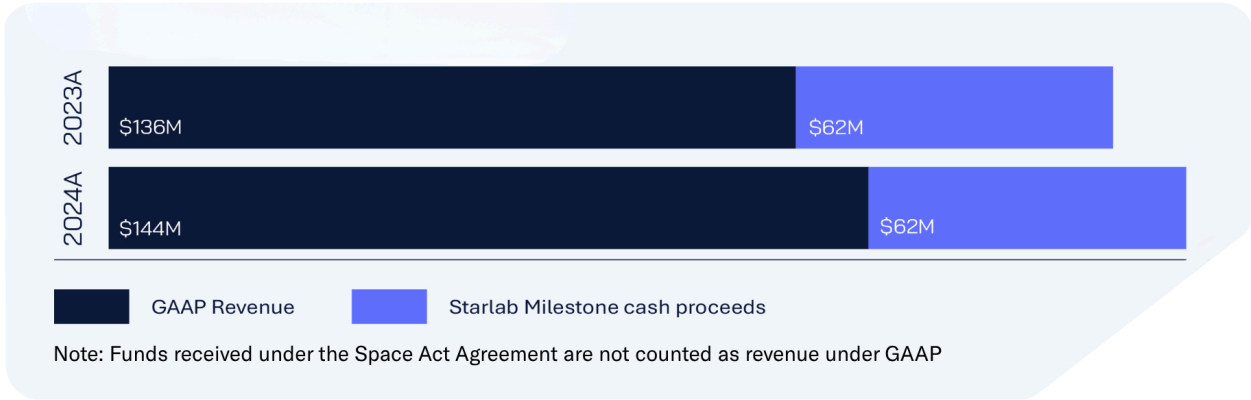 2023A
$136M
$62M
2024A
$144M
$62M
GAAP Revenue
Starlab Milestone cash proceeds
Note: Funds received under the Space Act Agreement are not counted as revenue under GAAP